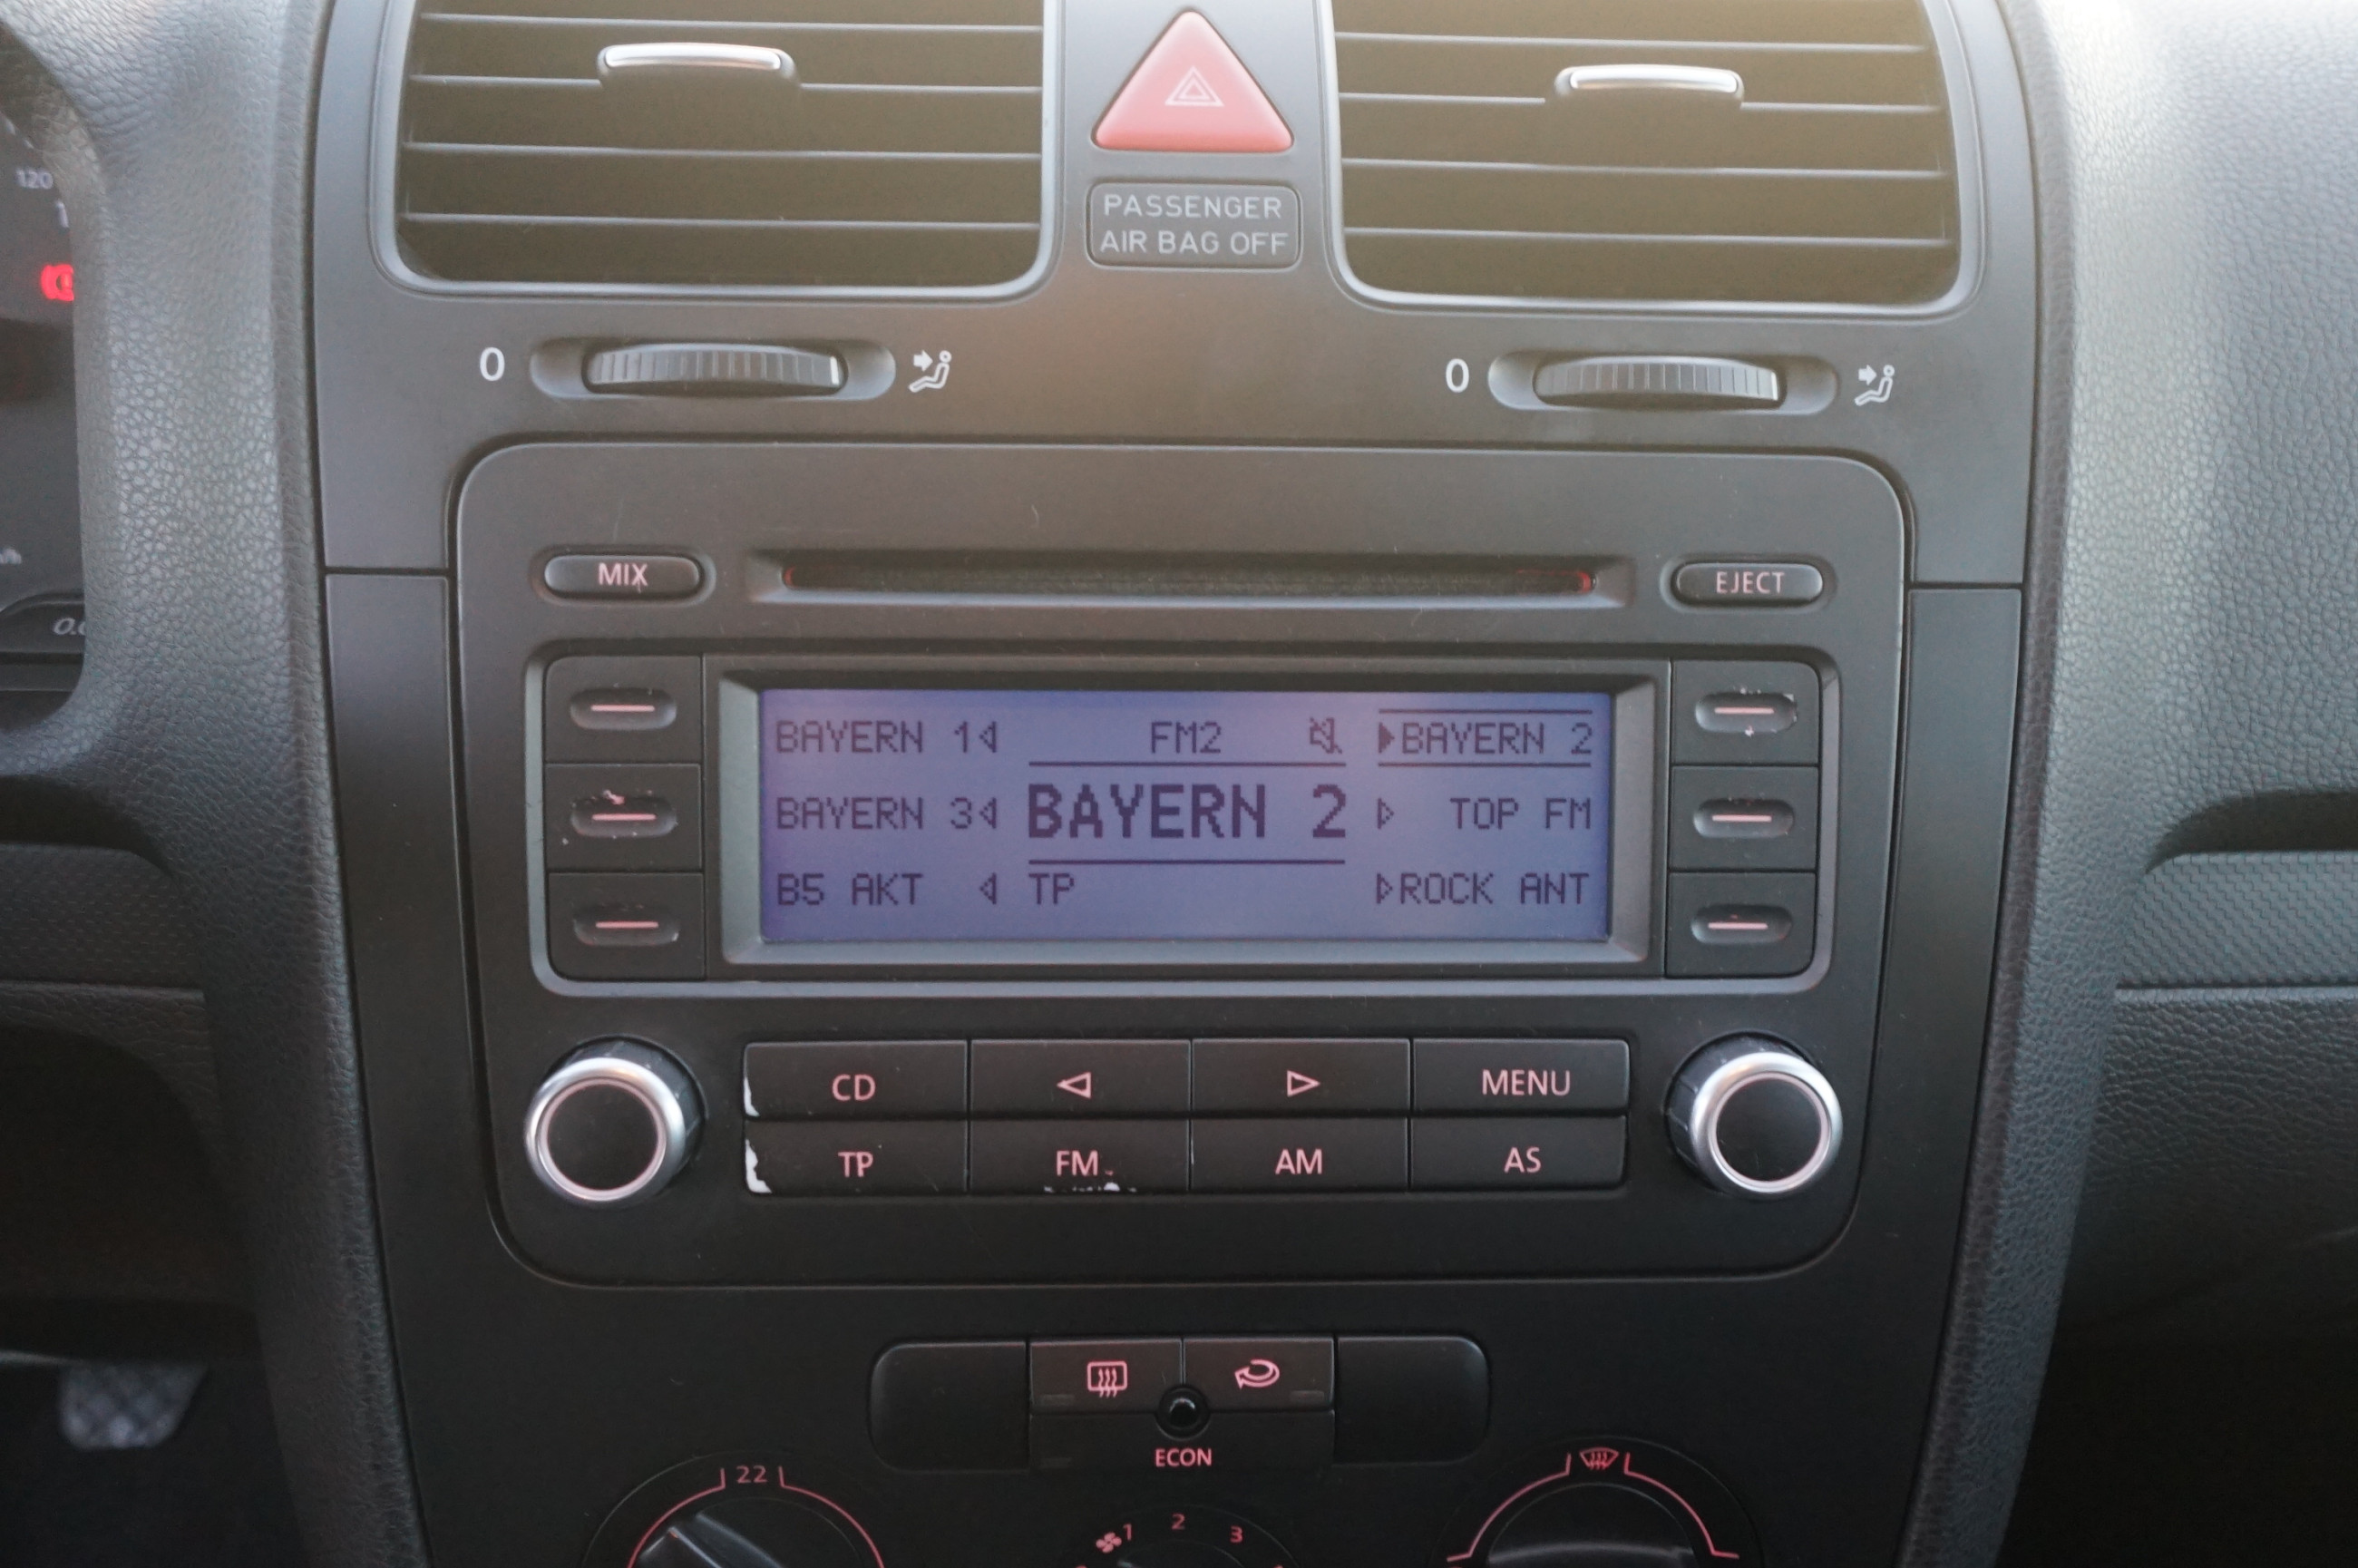 120
PASSENGER
AIR BAG OFF
0 0
MIX EJECT
BAYERN 1 FM2 BAYERN 2
BAYERN 3 BAYERN 2 TOP FM
B5 AKT TP ROCK ANT
CD MENU
TP FM AM AS
ECON
22
1 2 3